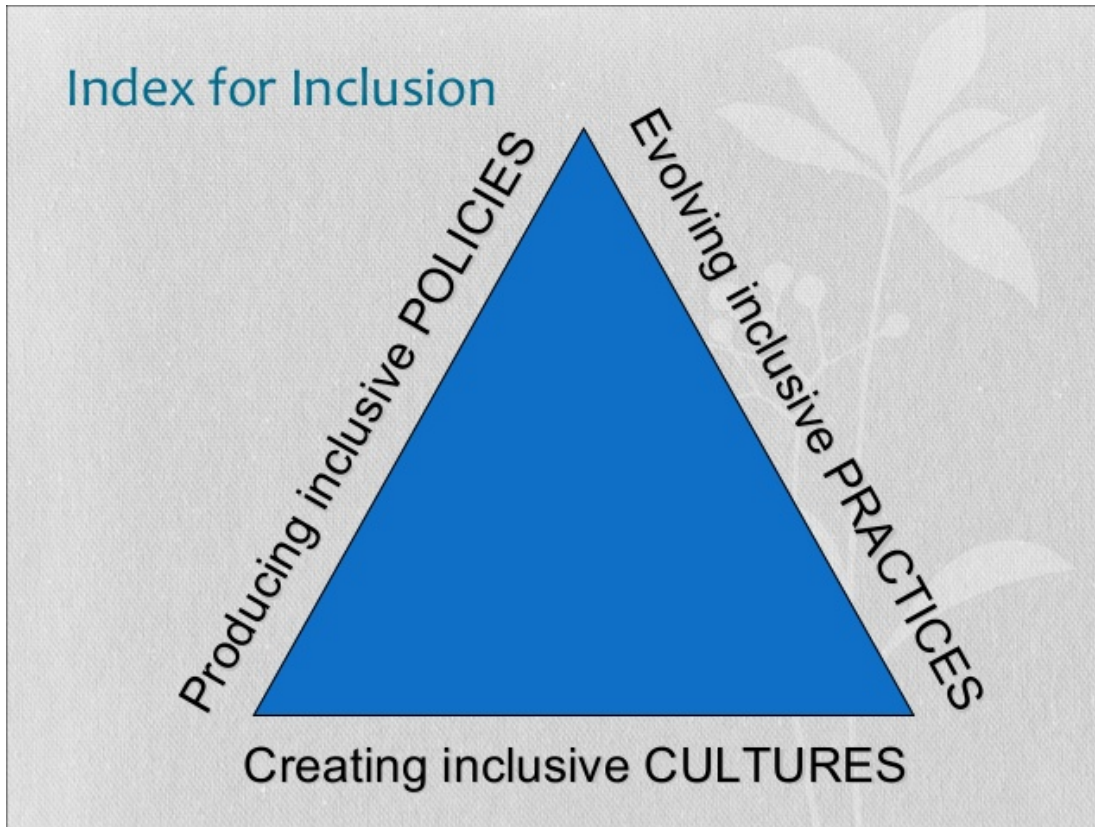 Index for Inclusion
Producing inclusive POLICIES
Evolving inclusive PRACTICES
Creating inclusive CULTURES